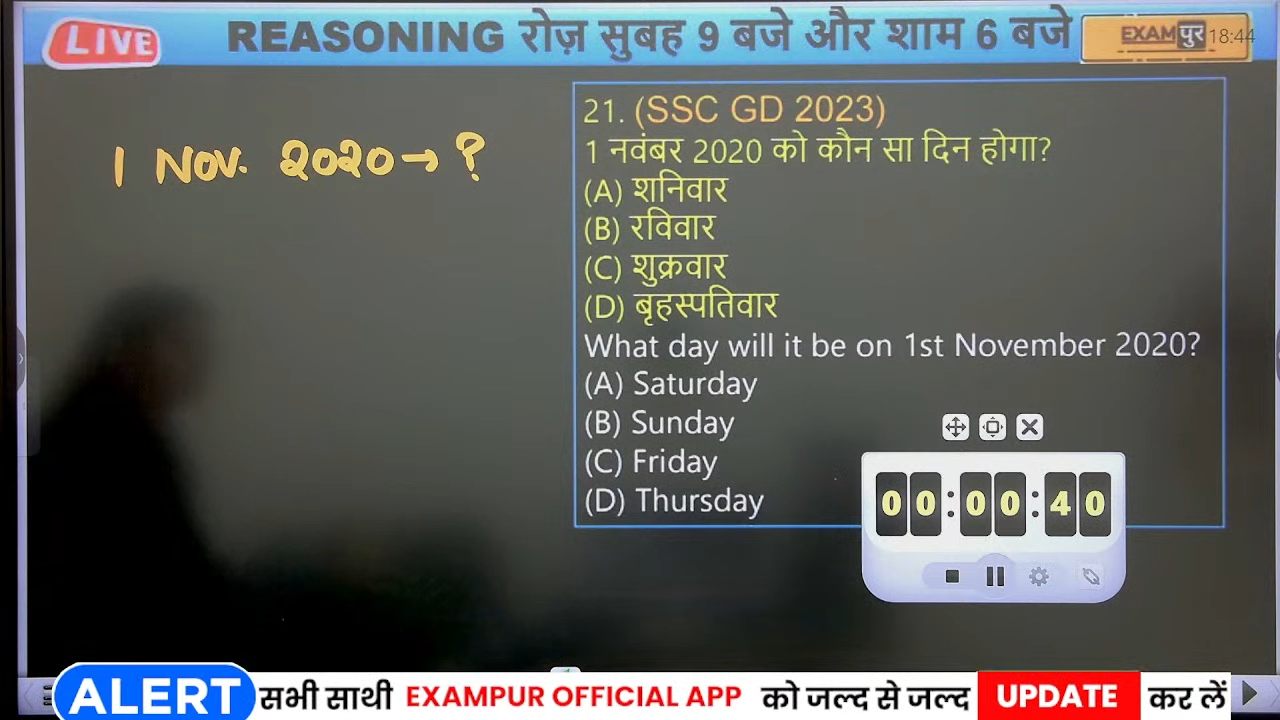 LIVE
REASONING रोज़ सुबह 9 बजे और शाम 6 बजे
EXAMपुर 18:44
1 Nov. 2020→ ?
21. (SSC GD 2023)
1 नवंबर 2020 को कौन सा दिन होगा?
(A) शनिवार
(B) रविवार
(C) शुक्रवार
(D) बृहस्पतिवार
What day will it be on 1st November 2020?
(A) Saturday
(B) Sunday
(C) Friday
(D) Thursday
00:00:40
ALERT सभी साथी EXAMPUR OFFICIAL APP को जल्द से जल्द UPDATE कर लें